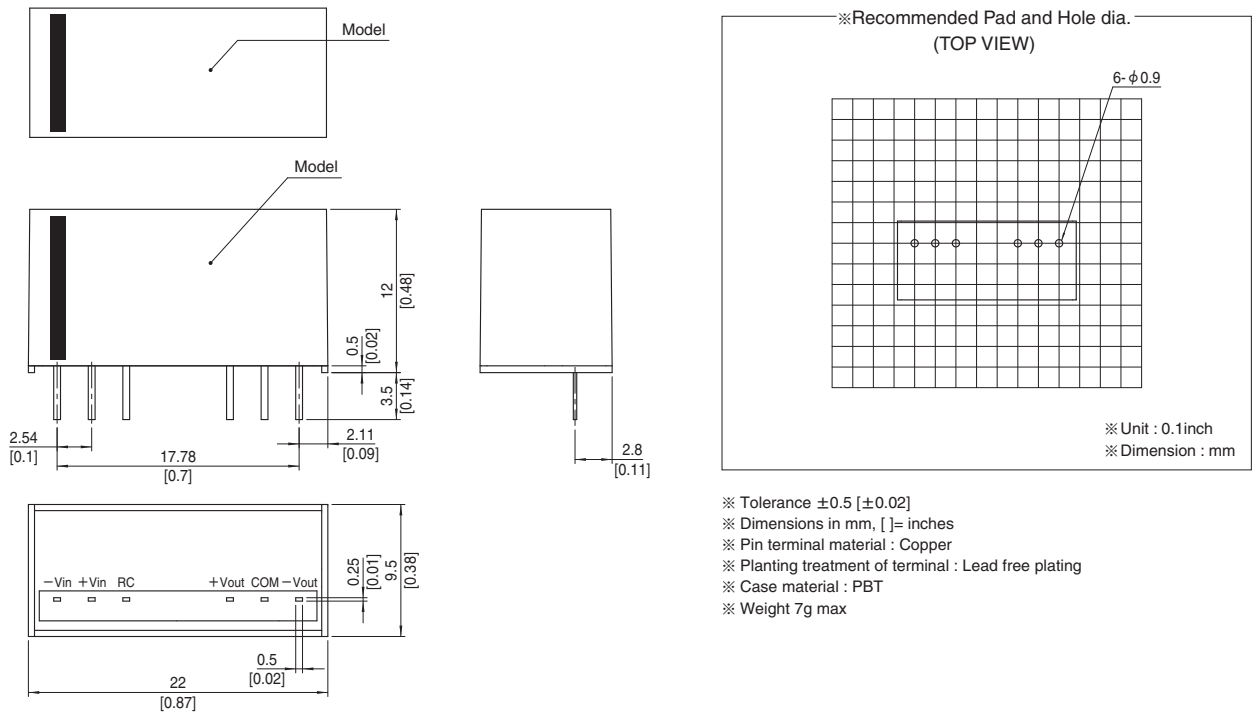 Model
Model
12
[0.48]
0.5
[0.02]
3.5
[0.14]
2.54
[0.1]
17.78
[0.7]
2.11
[0.09]
2.8
[0.11]
−Vin +Vin RC +Vout COM −Vout
0.25
[0.01]
9.5
[0.38]
0.5
[0.02]
22
[0.87]
※Recommended Pad and Hole dia.
(TOP VIEW)
6-φ0.9
※Unit : 0.1inch
※Dimension : mm
※ Tolerance ±0.5 [±0.02]
※ Dimensions in mm, [ ]= inches
※ Pin terminal material : Copper
※ Planting treatment of terminal : Lead free plating
※ Case material : PBT
※ Weight 7g max